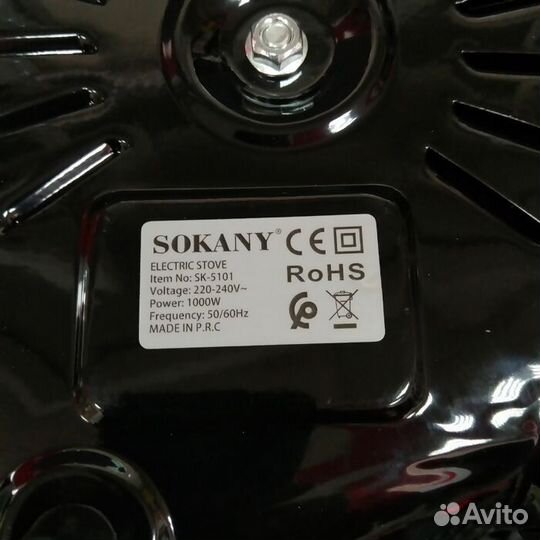 SOKANY® CE
ELECTRIC STOVE
Item No: SK-5101
Voltage: 220-240V~
Power: 1000W
Frequency: 50/60Hz
MADE IN P.R.C
RoHS
Avito